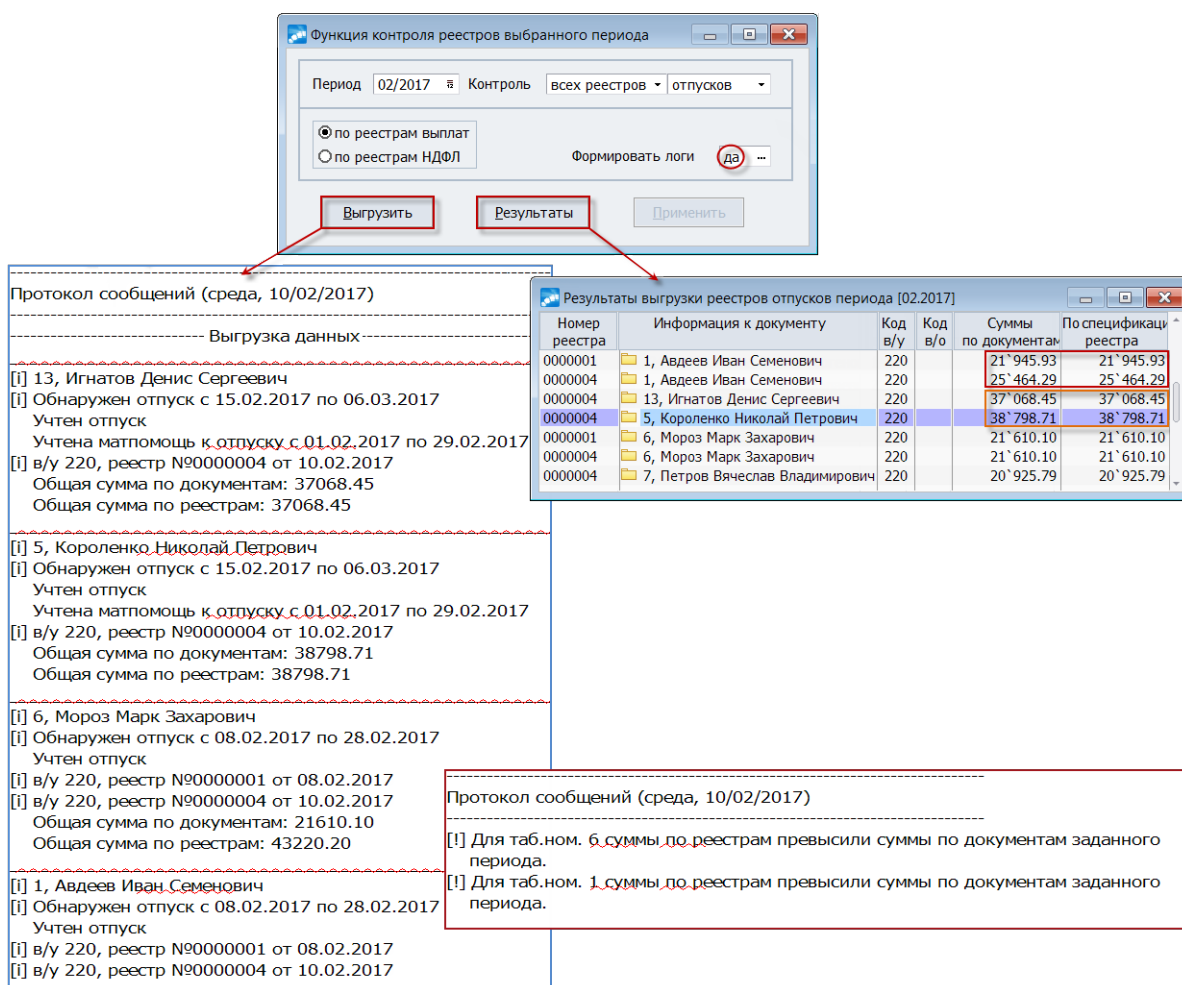 Функция контроля реестров выбранного периода
Период 02/2017 Контроль всех реестров отпусков
по реестрам выплат
по реестрам НДФЛ Формировать логи да ...
Выгрузить Результаты Применить
--------------------------------------------------------------------------------
Протокол сообщений (среда, 10/02/2017)
--------------------------------------------------------------------------------
---------------------------- Выгрузка данных----------------------------
[i] 13, Игнатов Денис Сергеевич
[i] Обнаружен отпуск с 15.02.2017 по 06.03.2017
Учтен отпуск
Учтена матпомощь к отпуску с 01.02.2017 по 29.02.2017
[i] в/у 220, реестр №0000004 от 10.02.2017
Общая сумма по документам: 37068.45
Общая сумма по реестрам: 37068.45
[i] 5, Короленко Николай Петрович
[i] Обнаружен отпуск с 15.02.2017 по 06.03.2017
Учтен отпуск
Учтена матпомощь к отпуску с 01.02.2017 по 29.02.2017
[i] в/у 220, реестр №0000004 от 10.02.2017
Общая сумма по документам: 38798.71
Общая сумма по реестрам: 38798.71
[i] 6, Мороз Марк Захарович
[i] Обнаружен отпуск с 08.02.2017 по 28.02.2017
Учтен отпуск
[i] в/у 220, реестр №0000001 от 08.02.2017
[i] в/у 220, реестр №0000004 от 10.02.2017
Общая сумма по документам: 21610.10
Общая сумма по реестрам: 43220.20
[i] 1, Авдеев Иван Семенович
[i] Обнаружен отпуск с 08.02.2017 по 28.02.2017
Учтен отпуск
[i] в/у 220, реестр №0000001 от 08.02.2017
[i] в/у 220, реестр №0000004 от 10.02.2017
Результаты выгрузки реестров отпусков периода [02.2017]
Номер Информация к документу Код Код Суммы По спецификаци
реестра в/у в/о по документам реестра
0000001 1, Авдеев Иван Семенович 220 21`945.93 21`945.93
0000004 1, Авдеев Иван Семенович 220 25`464.29 25`464.29
0000004 13, Игнатов Денис Сергеевич 220 37`068.45 37`068.45
0000004 5, Короленко Николай Петрович 220 38`798.71 38`798.71
0000001 6, Мороз Марк Захарович 220 21`610.10 21`610.10
0000004 6, Мороз Марк Захарович 220 21`610.10 21`610.10
0000004 7, Петров Вячеслав Владимирович 220 20`925.79 20`925.79
--------------------------------------------------------------------------------
Протокол сообщений (среда, 10/02/2017)
--------------------------------------------------------------------------------
[!] Для таб.ном. 6 суммы по реестрам превысили суммы по документам заданного
периода.
[!] Для таб.ном. 1 суммы по реестрам превысили суммы по документам заданного
периода.